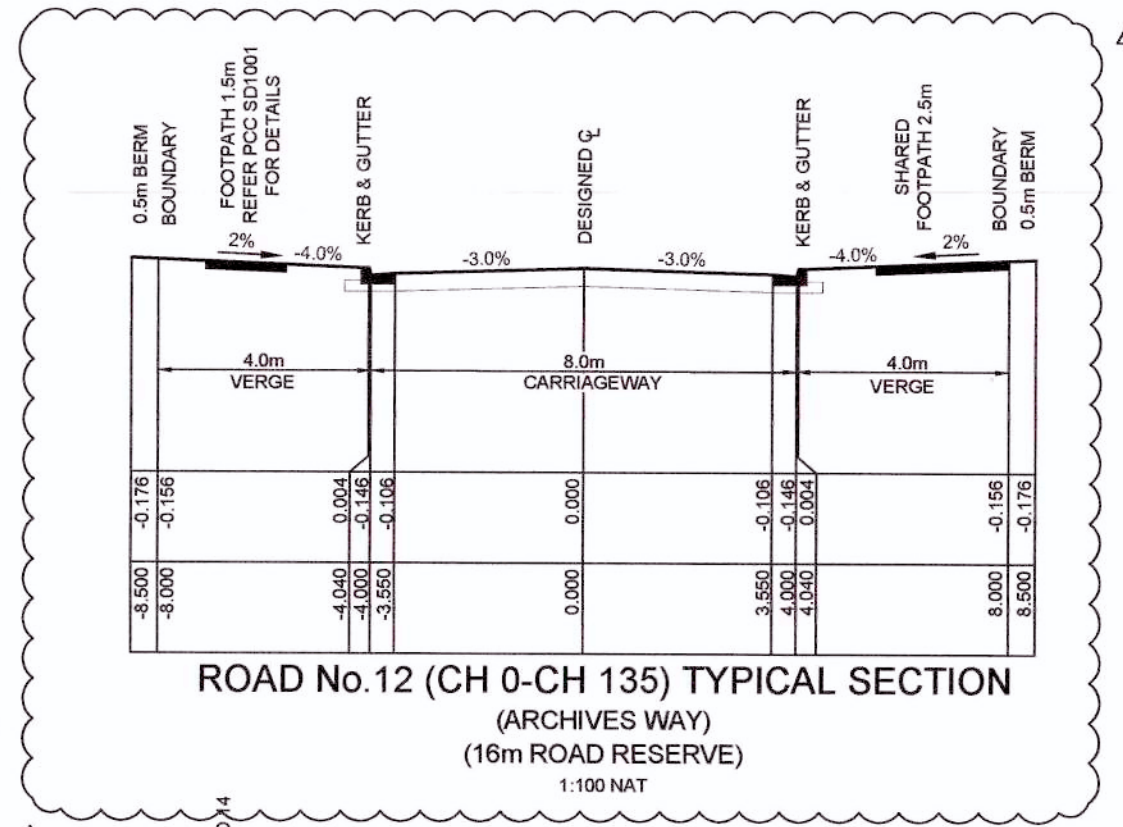 0.5m BERM
BOUNDARY
FOOTPATH 1.5m
REFER PCC SD1001
FOR DETAILS
KERB & GUTTER
DESIGNED ℄
KERB & GUTTER
SHARED
FOOTPATH 2.5m
BOUNDARY
0.5m BERM
2%
-4.0%
-3.0%
-3.0%
-4.0%
2%
4.0m
VERGE
8.0m
CARRIAGEWAY
4.0m
VERGE
-0.176
-0.156
0.004
-0.146
-0.106
0.000
-0.106
-0.146
0.004
-0.156
-0.176
-8.500
-8.000
-4.040
-4.000
-3.550
0.000
3.550
4.000
4.040
8.000
8.500
ROAD No.12 (CH 0-CH 135) TYPICAL SECTION
(ARCHIVES WAY)
(16m ROAD RESERVE)
1:100 NAT